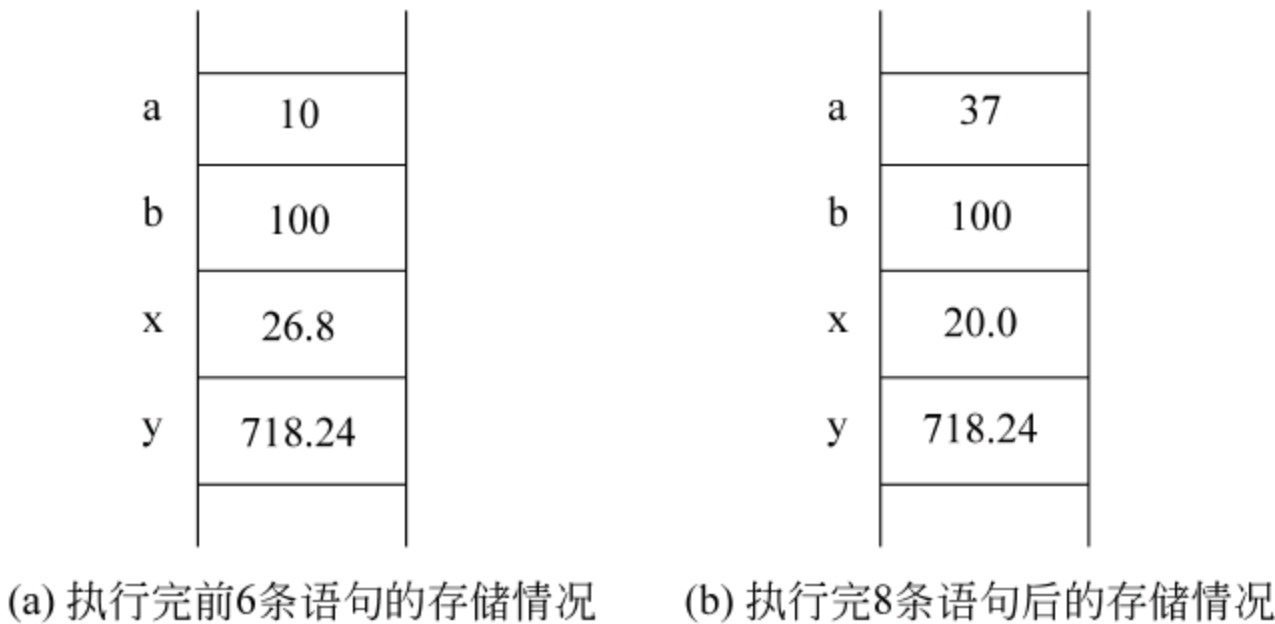 a 10
b 100
x 26.8
y 718.24
(a) 执行完前6条语句的存储情况
a 37
b 100
x 20.0
y 718.24
(b) 执行完8条语句后的存储情况